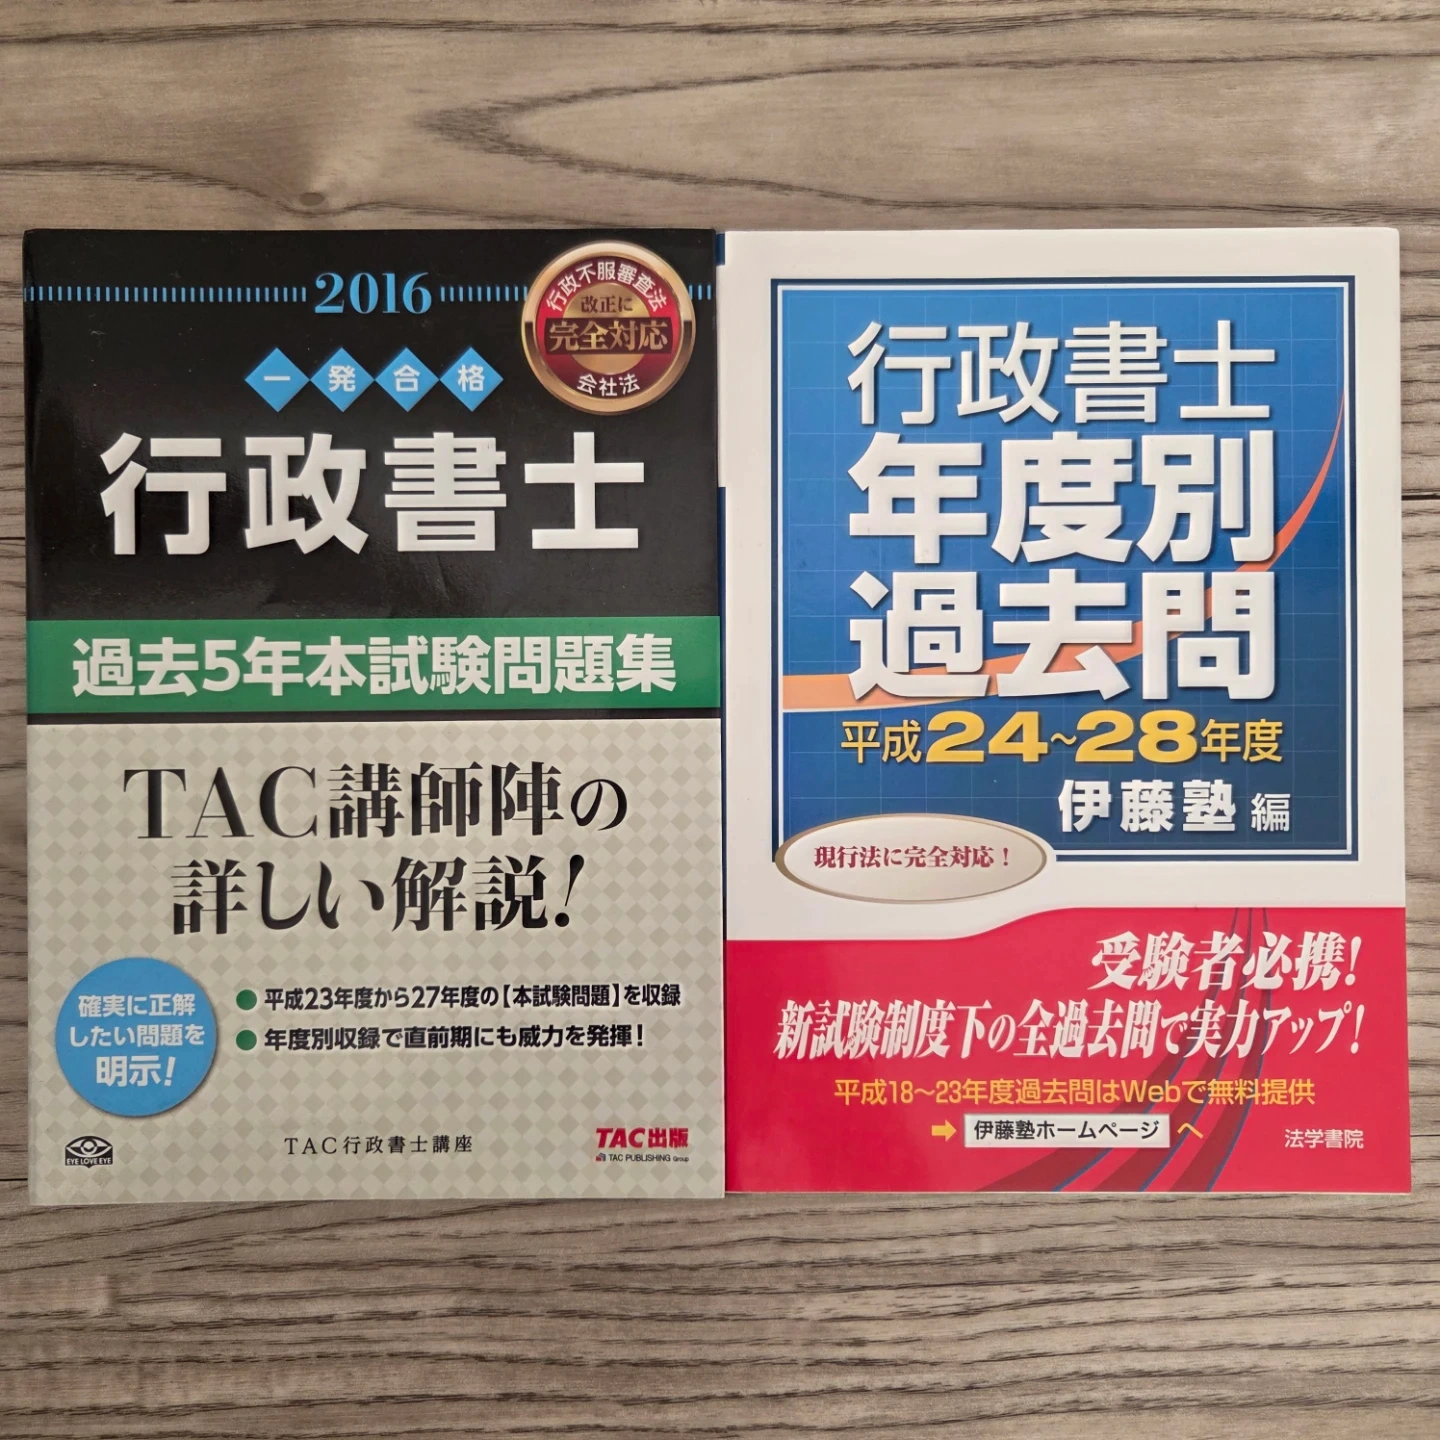 2016
行政不服審査法
改正に
完全対応
会社法
一発合格
行政書士
過去5年本試験問題集
TAC講師陣の
詳しい解説!
確実に正解
したい問題を
明示!
●平成23年度から27年度の【本試験問題】を収録
●年度別収録で直前期にも威力を発揮!
EYE LOVE EYE
TAC行政書士講座
TAC出版
TAC PUBLISHING Group
行政書士
年度別
過去問
平成24~28年度
伊藤塾 編
現行法に完全対応!
受験者必携!
新試験制度下の全過去問で実力アップ!
平成18~23年度過去問はWebで無料提供
➡伊藤塾ホームページへ
法学書院